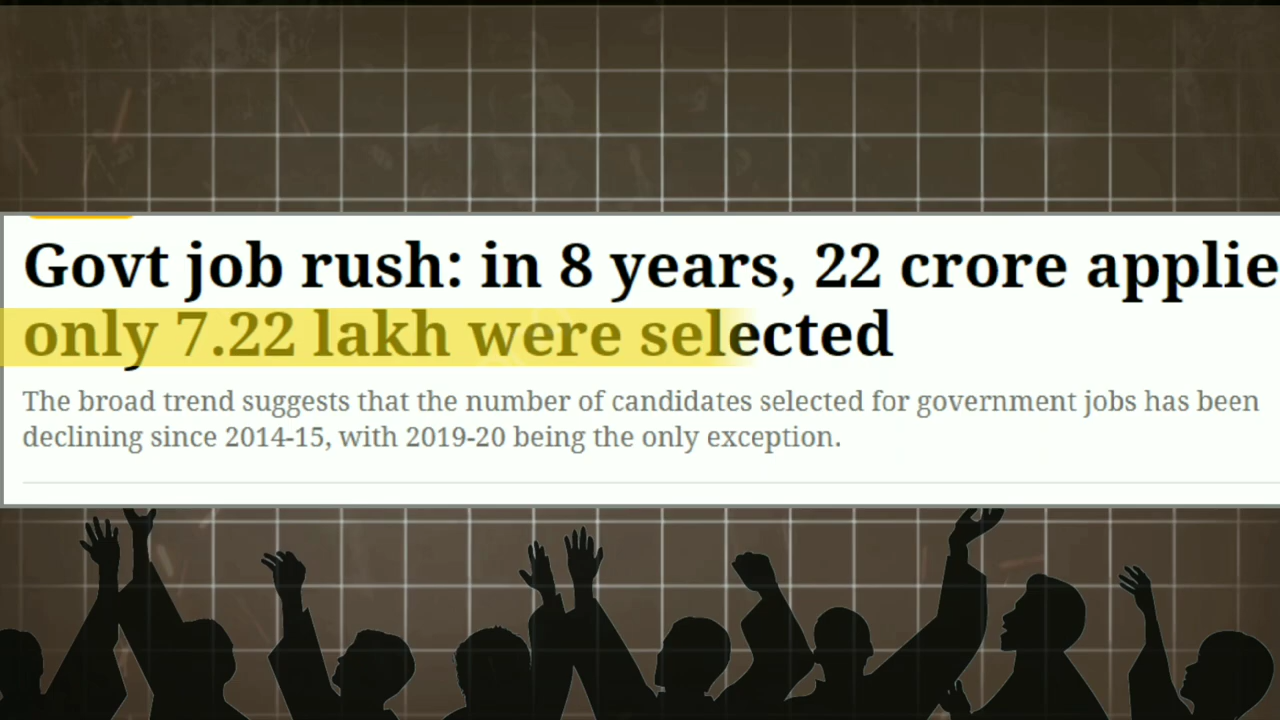 Govt job rush: in 8 years, 22 crore applie
only 7.22 lakh were selected
The broad trend suggests that the number of candidates selected for government jobs has been
declining since 2014-15, with 2019-20 being the only exception.